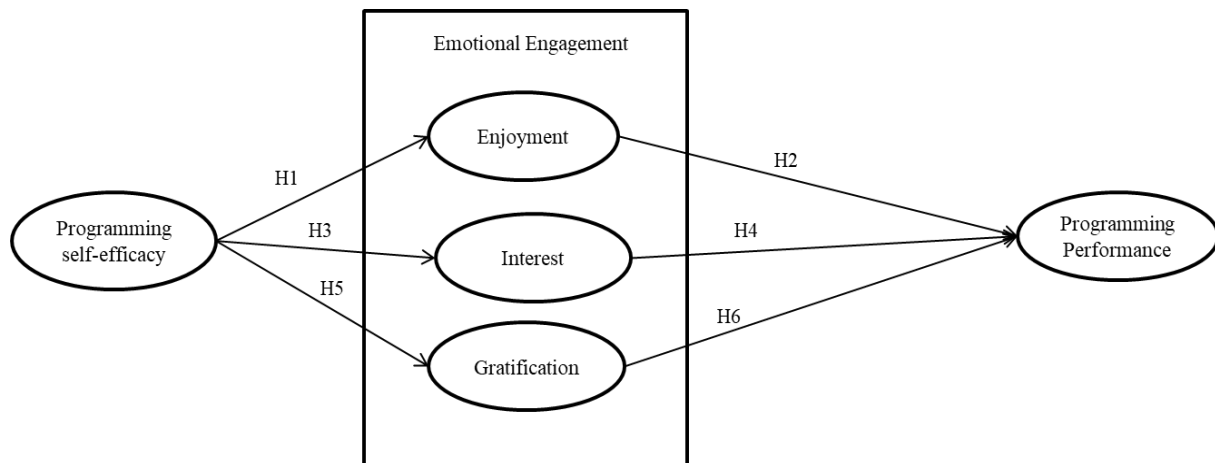 Emotional Engagement
Enjoyment
H1
H2
Programming
self-efficacy
H3
Interest
H4
Programming
Performance
H5
Gratification
H6